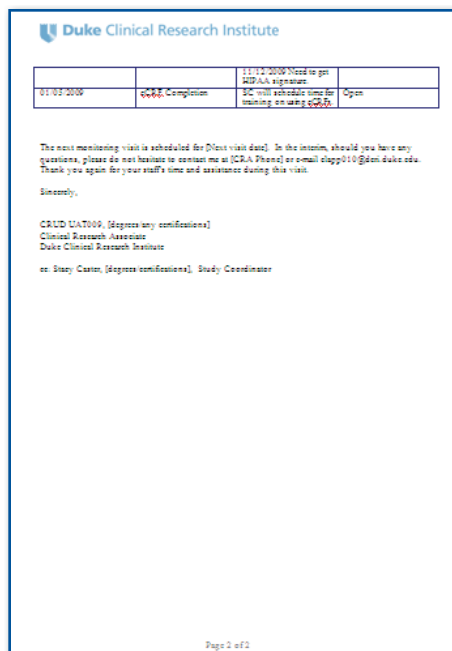 Duke Clinical Research Institute
11/12/2009 Need to get
HIPAA signature.
01/05/2009 eCRF Completion SC will schedule time for Open
training on using eCRFs
The next monitoring visit is scheduled for [Next visit date]. In the interim, should you have any
questions, please do not hesitate to contact me at [CRA Phone] or e-mail clapp010@dcri.duke.edu.
Thank you again for your staff's time and assistance during this visit.
Sincerely,
CRUD UAT009, [degrees/any certifications]
Clinical Research Associate
Duke Clinical Research Institute
cc: Stacy Caster, [degrees/certifications], Study Coordinator
Page 2 of 2